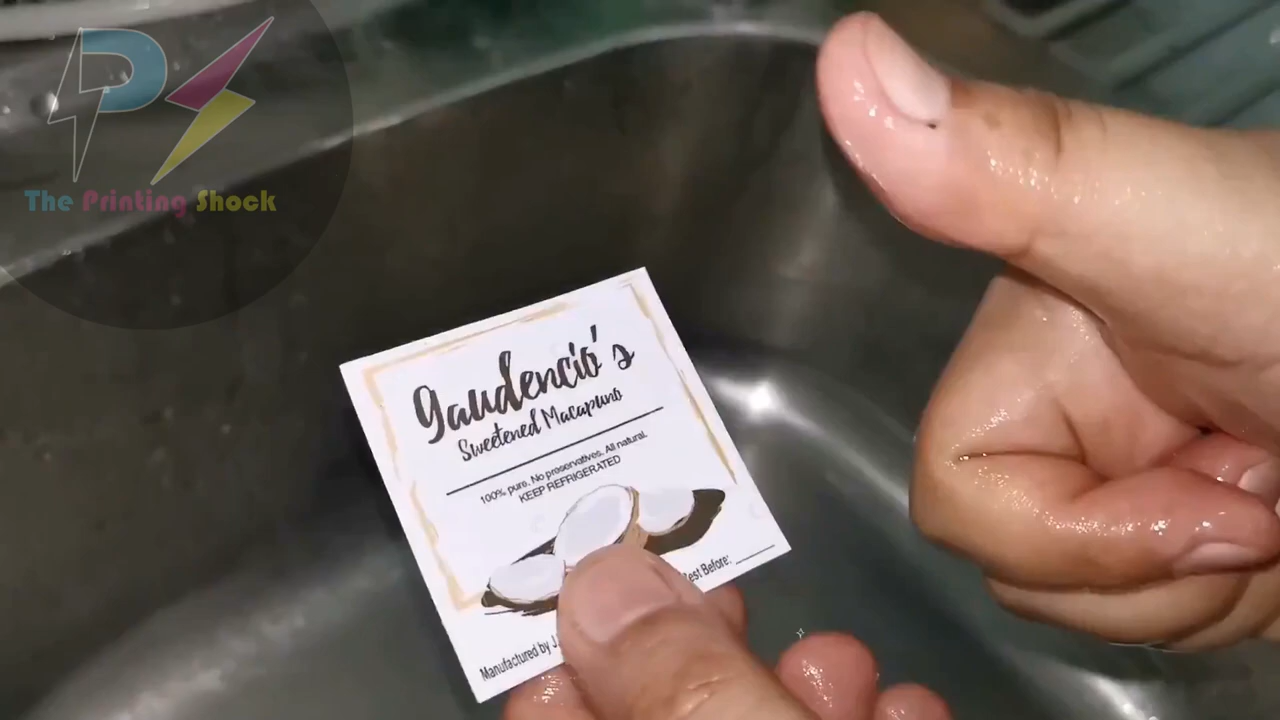 The Printing Shock
gaudencio's
Sweetened Macapuno
100% pure. No preservatives. All natural.
KEEP REFRIGERATED
Best Before:
Manufactured by J.